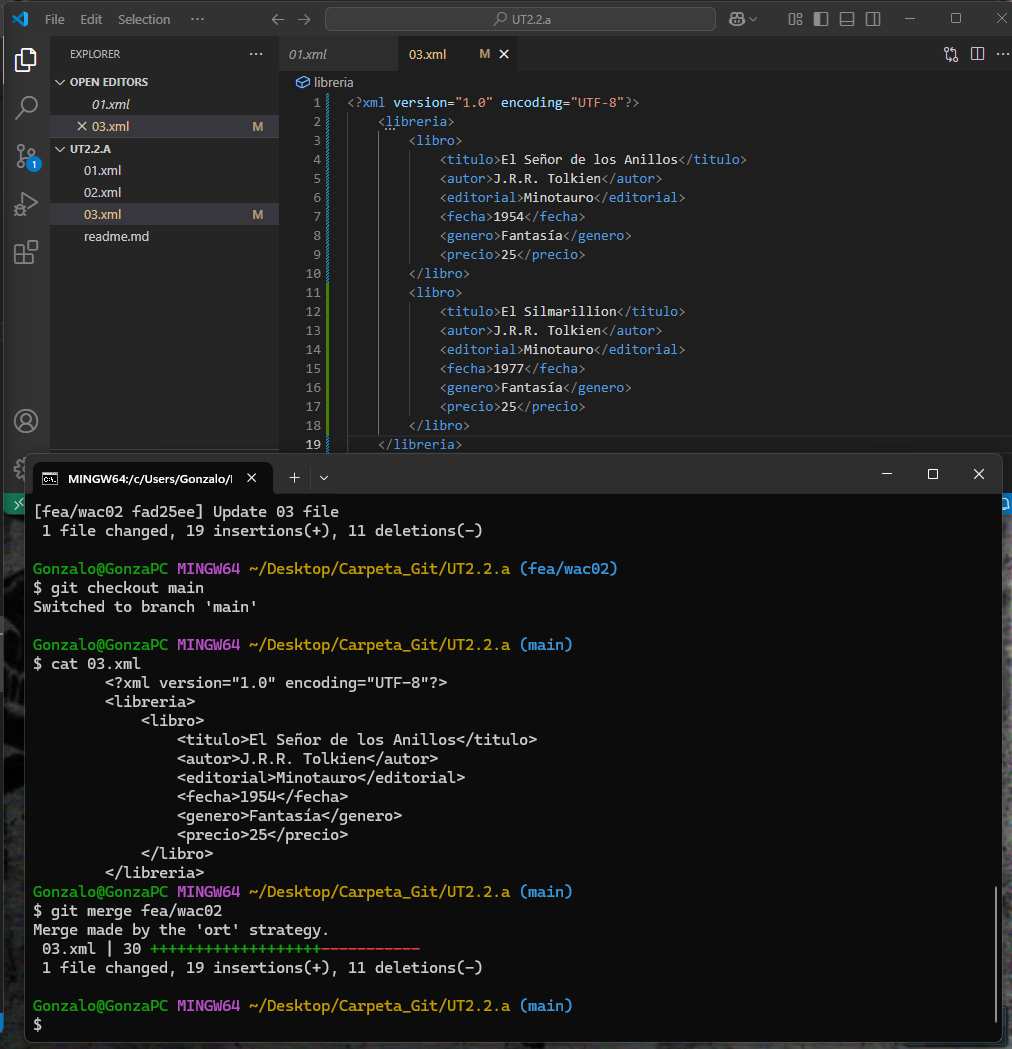 File Edit Selection ··· UT2.2.a
EXPLORER ···
OPEN EDITORS
01.xml
03.xml M
UT2.2.A
01.xml
02.xml
03.xml M
readme.md
1
01.xml 03.xml M
libreria
1 <?xml version="1.0" encoding="UTF-8"?>
2 <libreria>
3 <libro>
4 <titulo>El Señor de los Anillos</titulo>
5 <autor>J.R.R. Tolkien</autor>
6 <editorial>Minotauro</editorial>
7 <fecha>1954</fecha>
8 <genero>Fantasía</genero>
9 <precio>25</precio>
10 </libro>
11 <libro>
12 <titulo>El Silmarillion</titulo>
13 <autor>J.R.R. Tolkien</autor>
14 <editorial>Minotauro</editorial>
15 <fecha>1977</fecha>
16 <genero>Fantasía</genero>
17 <precio>25</precio>
18 </libro>
19 </libreria>
MINGW64:/c/Users/Gonzalo/
[fea/wac02 fad25ee] Update 03 file
1 file changed, 19 insertions(+), 11 deletions(-)
Gonzalo@GonzaPC MINGW64 ~/Desktop/Carpeta_Git/UT2.2.a (fea/wac02)
$ git checkout main
Switched to branch 'main'
Gonzalo@GonzaPC MINGW64 ~/Desktop/Carpeta_Git/UT2.2.a (main)
$ cat 03.xml
<?xml version="1.0" encoding="UTF-8"?>
<libreria>
<libro>
<titulo>El Señor de los Anillos</titulo>
<autor>J.R.R. Tolkien</autor>
<editorial>Minotauro</editorial>
<fecha>1954</fecha>
<genero>Fantasía</genero>
<precio>25</precio>
</libro>
</libreria>
Gonzalo@GonzaPC MINGW64 ~/Desktop/Carpeta_Git/UT2.2.a (main)
$ git merge fea/wac02
Merge made by the 'ort' strategy.
03.xml | 30 +++++++++++++++++++-----------
1 file changed, 19 insertions(+), 11 deletions(-)
Gonzalo@GonzaPC MINGW64 ~/Desktop/Carpeta_Git/UT2.2.a (main)
$